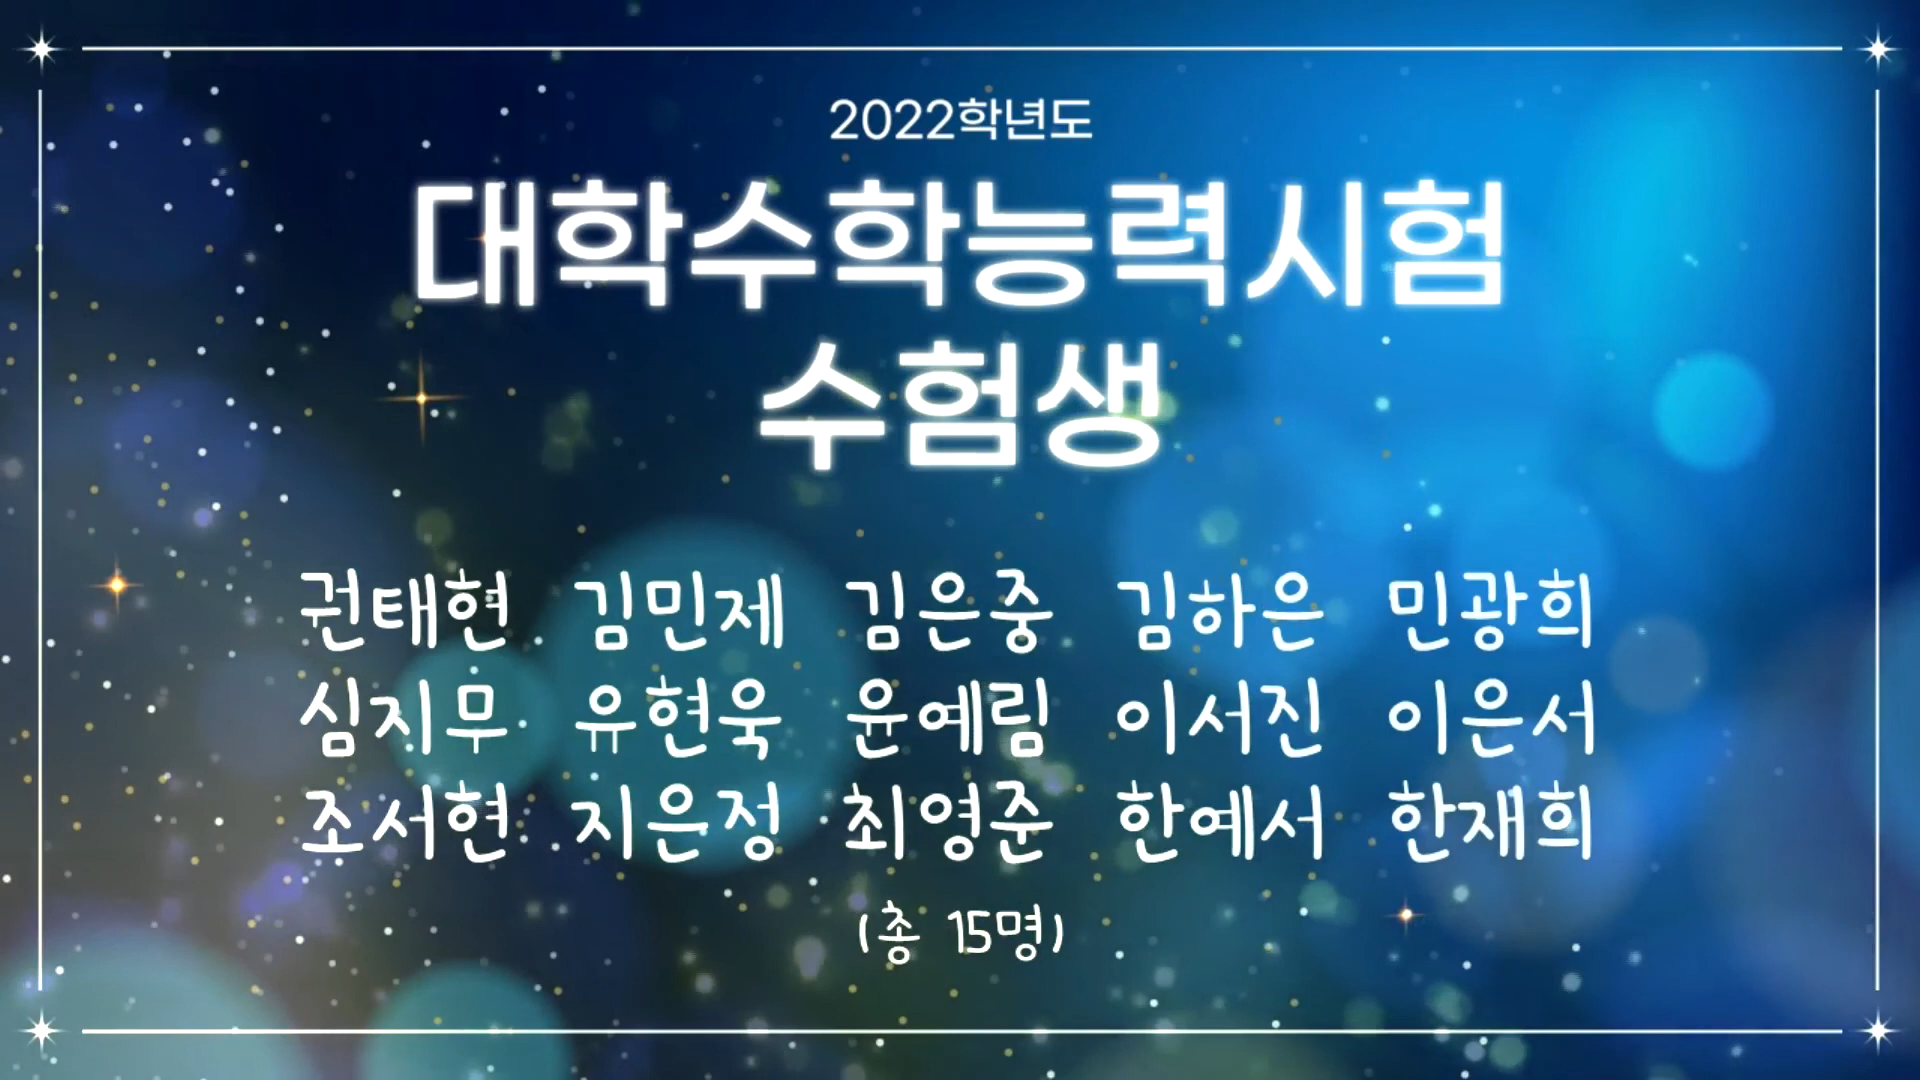 2022학년도
대학수학능력시험
수험생
권태현 김민제 김은중 김하은 민광희
심지무 유현욱 윤예림 이서진 이은서
조서현 지은정 최영준 한예서 한재희
(총 15명)